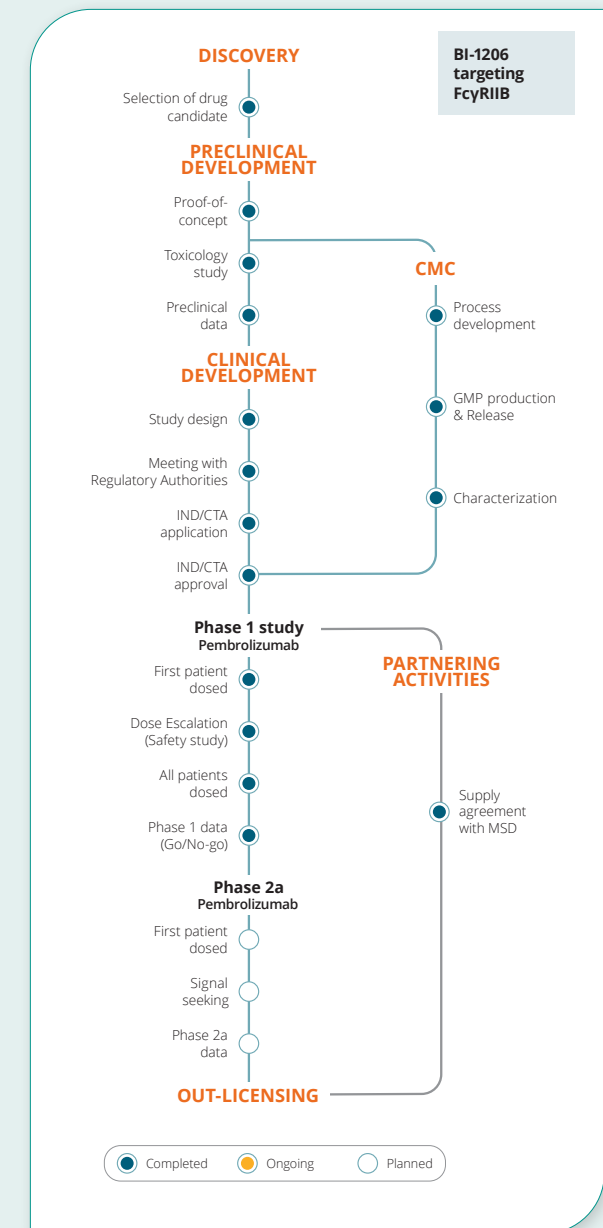 DISCOVERY
BI-1206
targeting
FcγRIIB
Selection of drug
candidate
PRECLINICAL
DEVELOPMENT
Proof-of-
concept
Toxicology
study
CMC
Preclinical
data
Process
development
CLINICAL
DEVELOPMENT
GMP production
& Release
Study design
Meeting with
Regulatory Authorities
Characterization
IND/CTA
application
IND/CTA
approval
Phase 1 study
Pembrolizumab
PARTNERING
ACTIVITIES
First patient
dosed
Dose Escalation
(Safety study)
All patients
dosed
Supply
agreement
with MSD
Phase 1 data
(Go/No-go)
Phase 2a
Pembrolizumab
First patient
dosed
Signal
seeking
Phase 2a
data
OUT-LICENSING
Completed
Ongoing
Planned